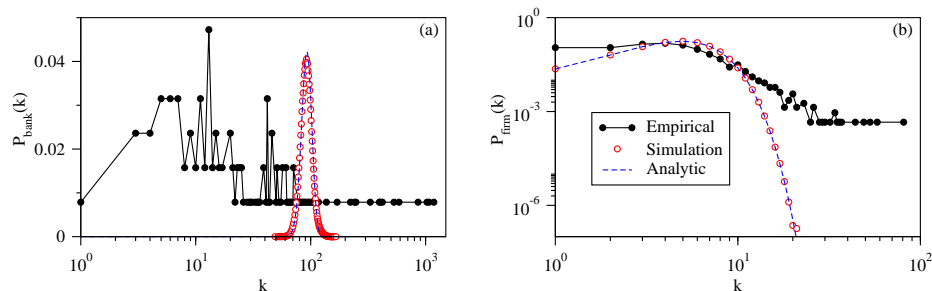 (a)
P_bank(k)
0.04
0.02
0
10^0
10^1
10^2
10^3
k
(b)
P_firm(k)
10^0
10^-3
10^-6
Empirical
Simulation
Analytic
10^0
10^1
10^2
k